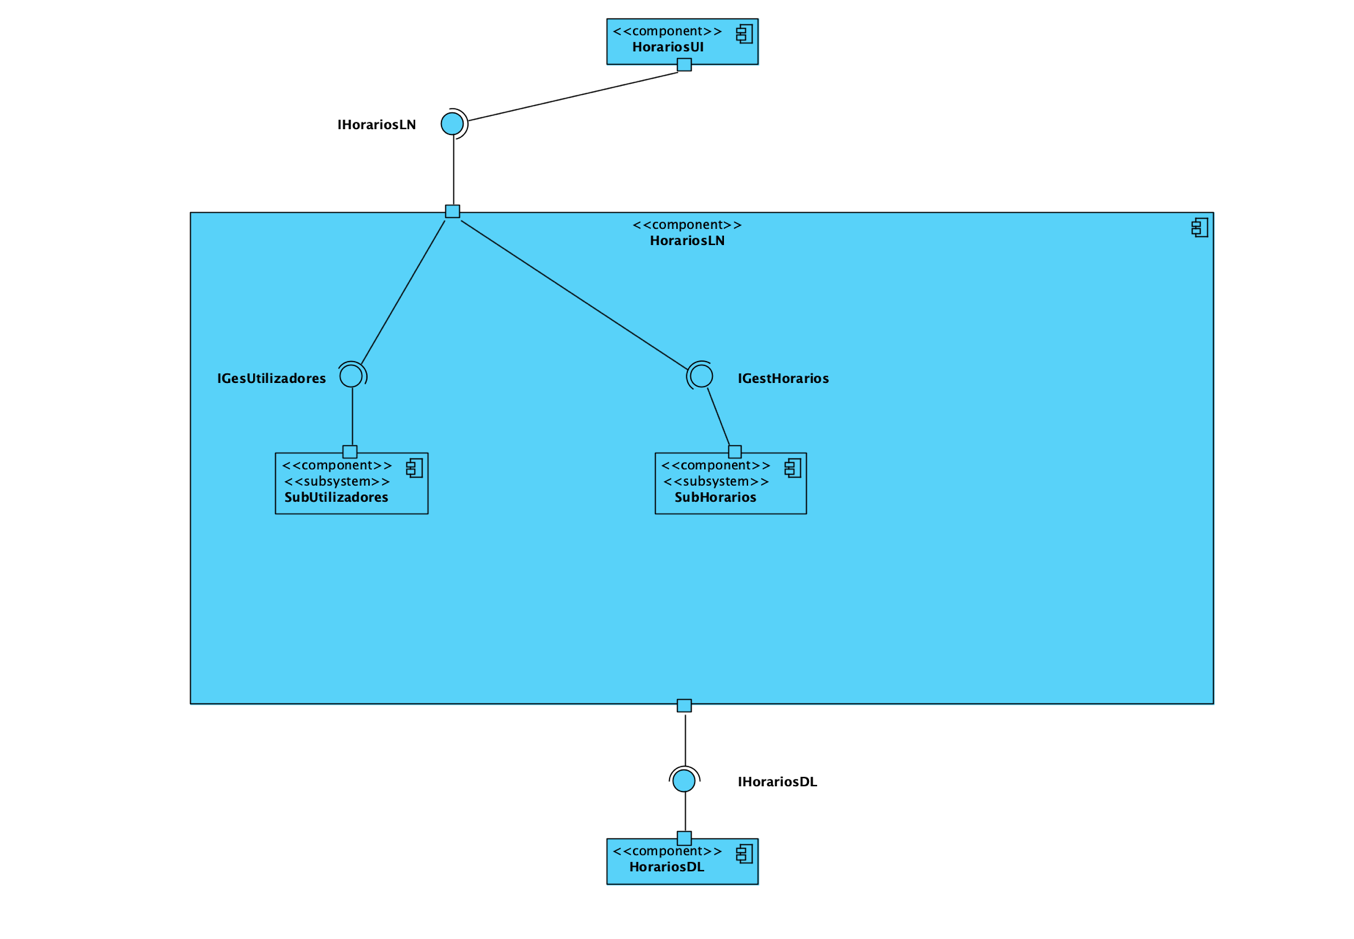 <<component>>
HorariosUI
IHorariosLN
<<component>>
HorariosLN
IGesUtilizadores
IGestHorarios
<<component>>
<<subsystem>>
SubUtilizadores
<<component>>
<<subsystem>>
SubHorarios
IHorariosDL
<<component>>
HorariosDL